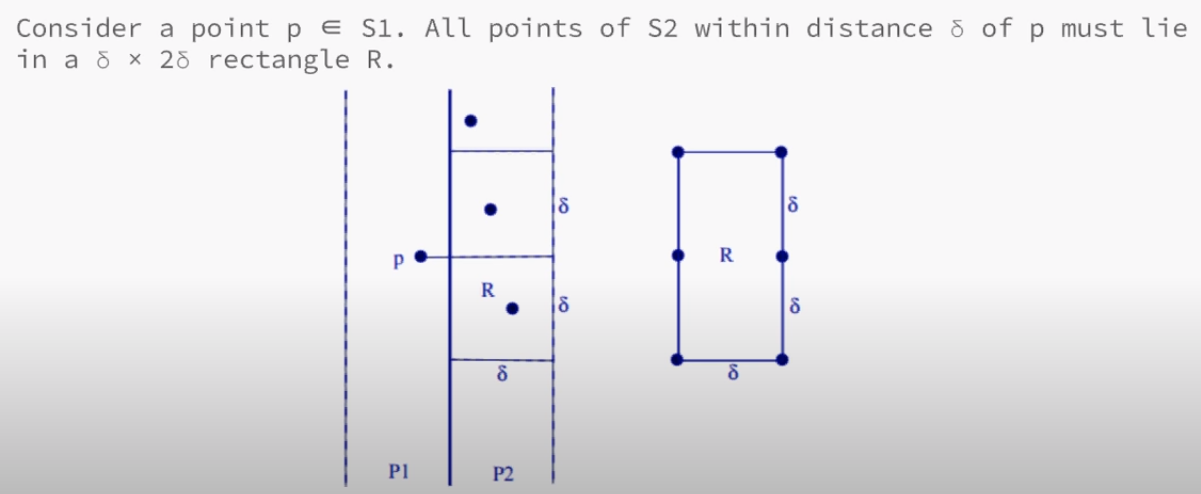 Consider a point p ∈ S1. All points of S2 within distance δ of p must lie
in a δ × 2δ rectangle R.
δ
δ
p
R
R
δ
δ
δ
δ
P1
P2